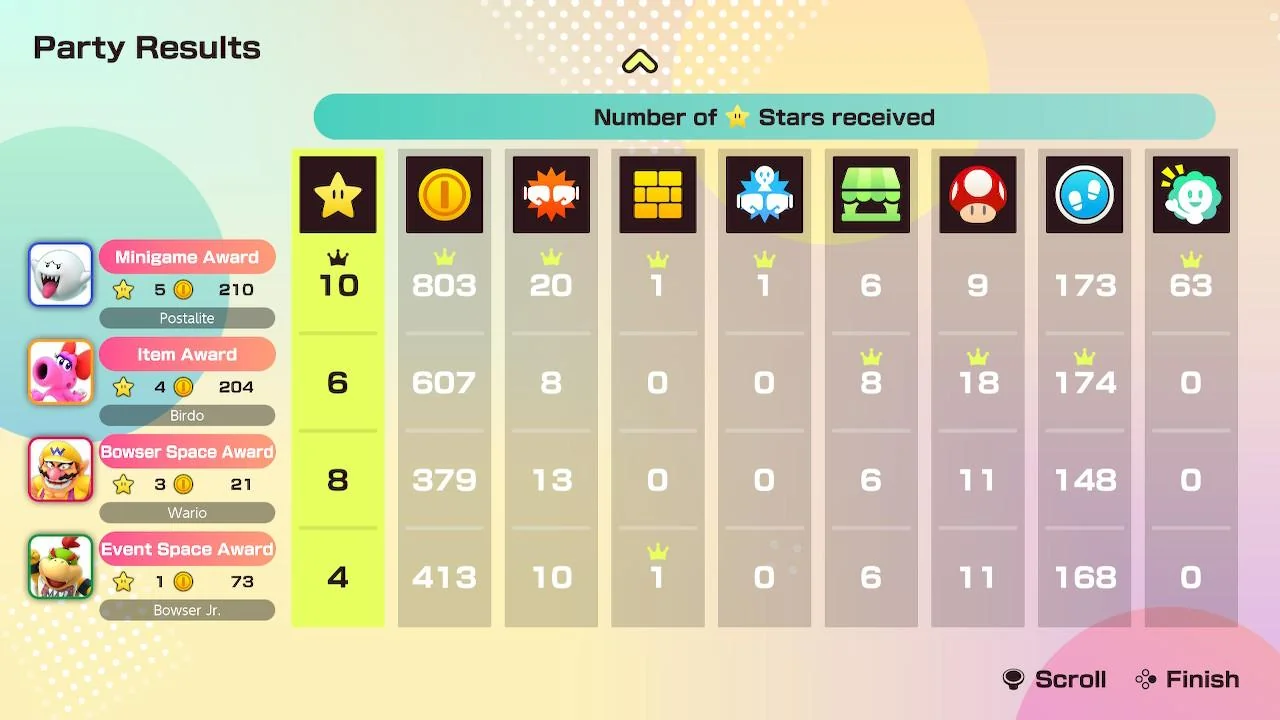 Party Results
Number of Stars received
Minigame Award
5 210
Postalite
10 803 20 1 1 6 9 173 63
Item Award
4 204
Birdo
6 607 8 0 0 8 18 174 0
Bowser Space Award
3 21
Wario
8 379 13 0 0 6 11 148 0
Event Space Award
1 73
Bowser Jr.
4 413 10 1 0 6 11 168 0
Scroll Finish